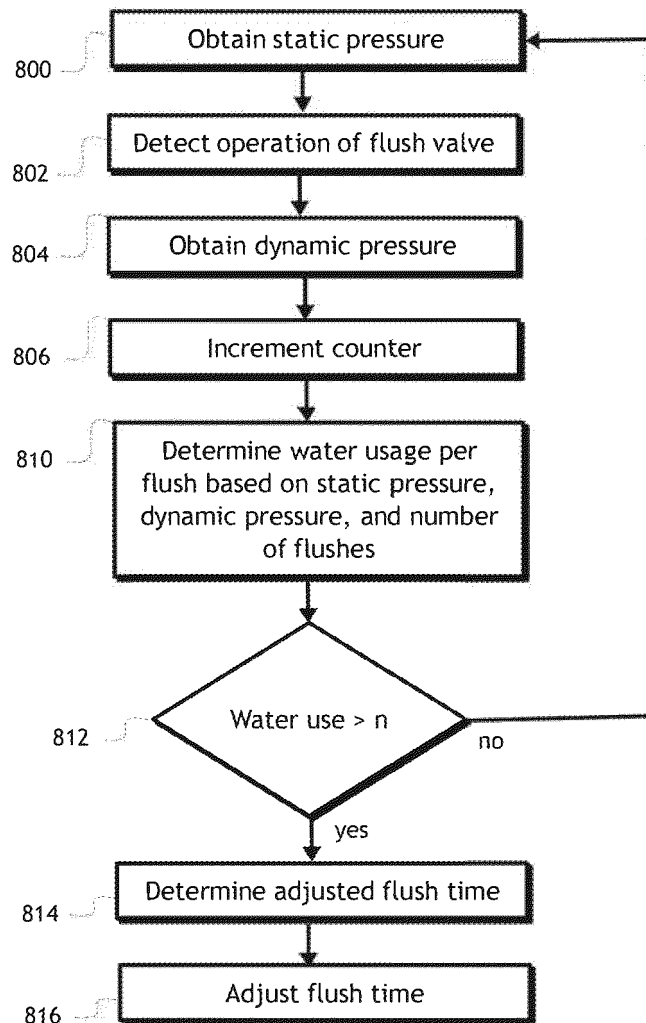 Obtain static pressure
800
Detect operation of flush valve
802
Obtain dynamic pressure
804
Increment counter
806
Determine water usage per
flush based on static pressure,
dynamic pressure, and number
of flushes
810
Water use > n
812
no
yes
Determine adjusted flush time
814
Adjust flush time
816